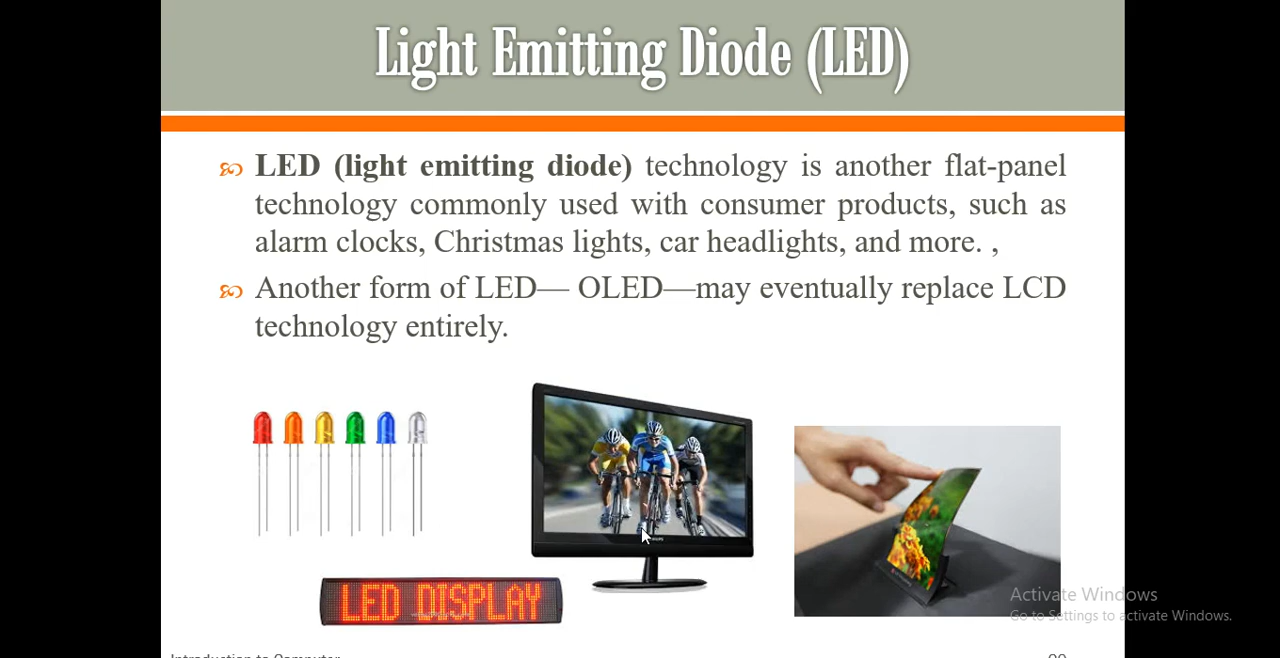 Light Emitting Diode (LED)
LED (light emitting diode) technology is another flat-panel
technology commonly used with consumer products, such as
alarm clocks, Christmas lights, car headlights, and more. ,
Another form of LED— OLED—may eventually replace LCD
technology entirely.
PHILIPS
LED DISPLAY
Activate Windows
Go to Settings to activate Windows.
Introduction to Computer